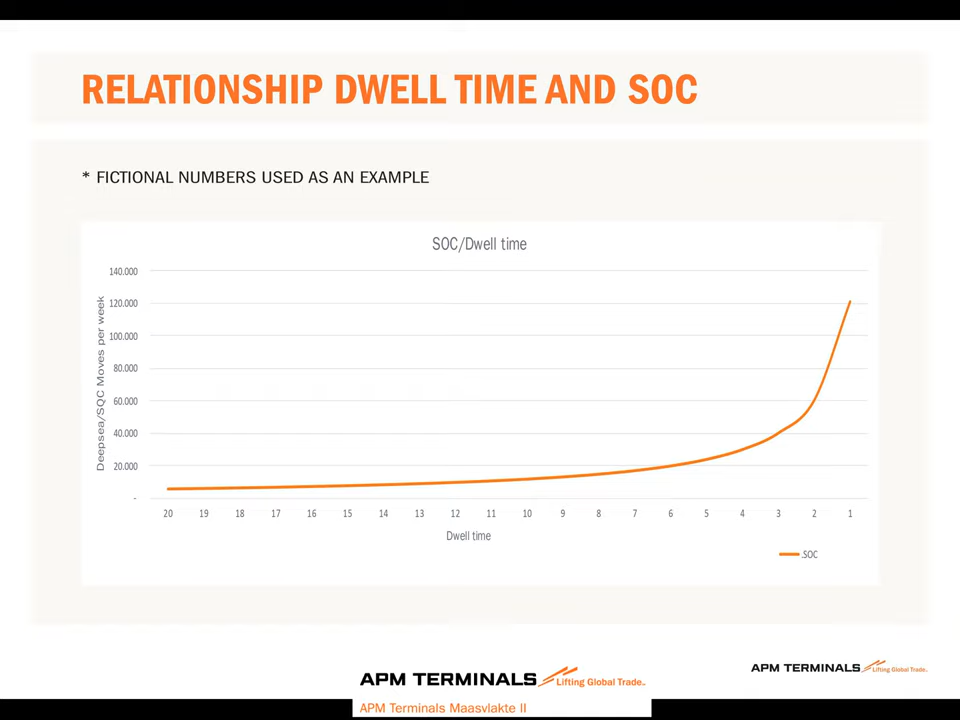 RELATIONSHIP DWELL TIME AND SOC
* FICTIONAL NUMBERS USED AS AN EXAMPLE
SOC/Dwell time
Deepsea/SQC Moves per week
140.000
120.000
100.000
80.000
60.000
40.000
20.000
-
20 19 18 17 16 15 14 13 12 11 10 9 8 7 6 5 4 3 2 1
Dwell time
.SOC
APM TERMINALS Lifting Global Trade..
APM TERMINALS Lifting Global Trade..
APM Terminals Maasvlakte II